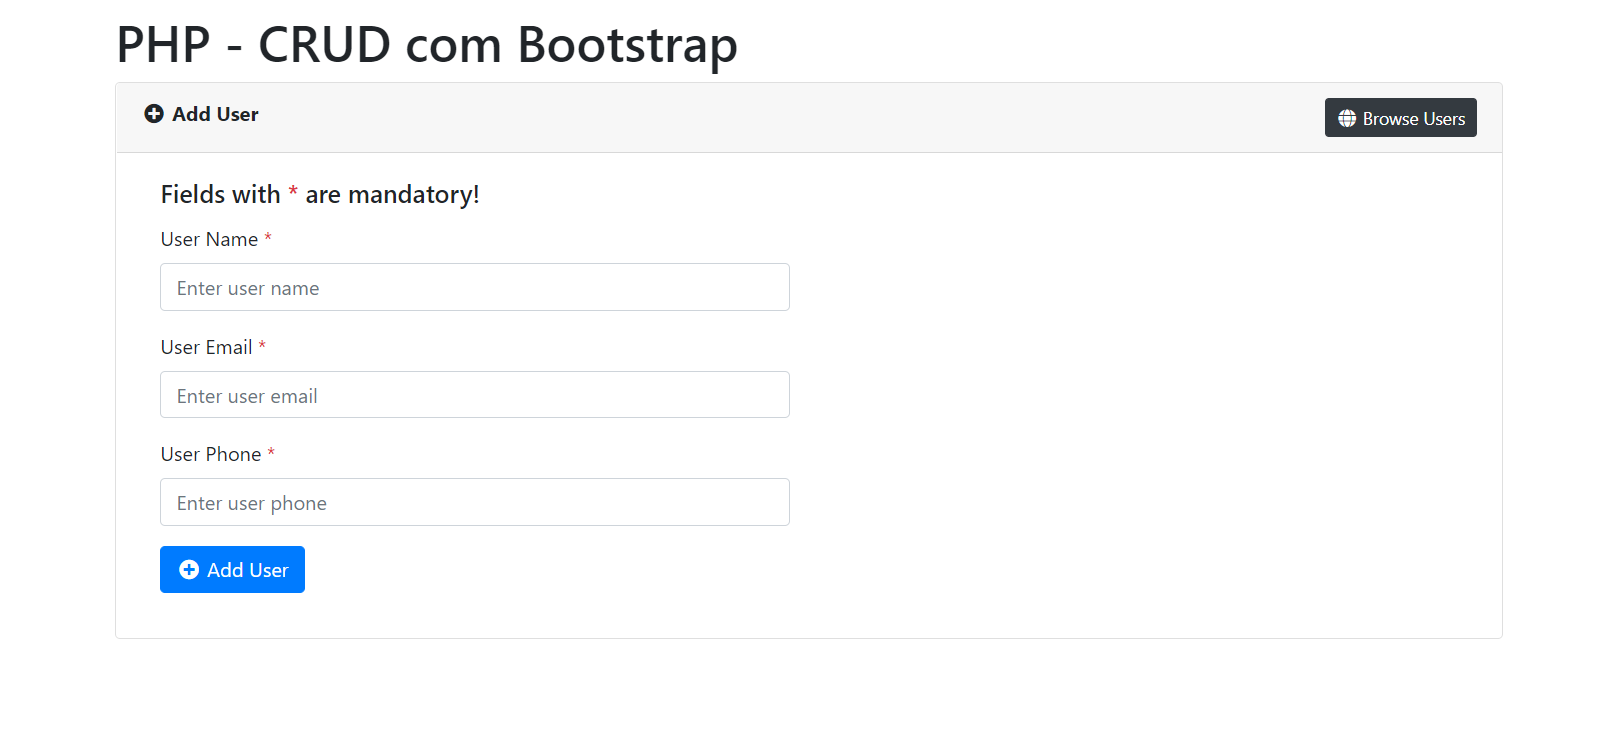 PHP - CRUD com Bootstrap
Add User
Browse Users
Fields with * are mandatory!
User Name *
Enter user name
User Email *
Enter user email
User Phone *
Enter user phone
Add User